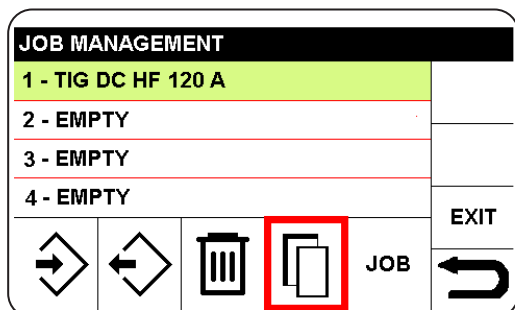 JOB MANAGEMENT
1 - TIG DC HF 120 A
2 - EMPTY
3 - EMPTY
4 - EMPTY
EXIT
JOB